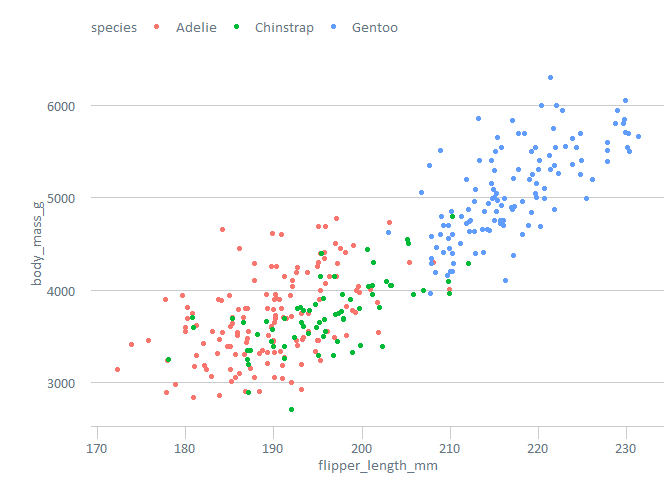 species Adelie Chinstrap Gentoo
6000
5000
body_mass_g
4000
3000
170 180 190 200 210 220 230
flipper_length_mm